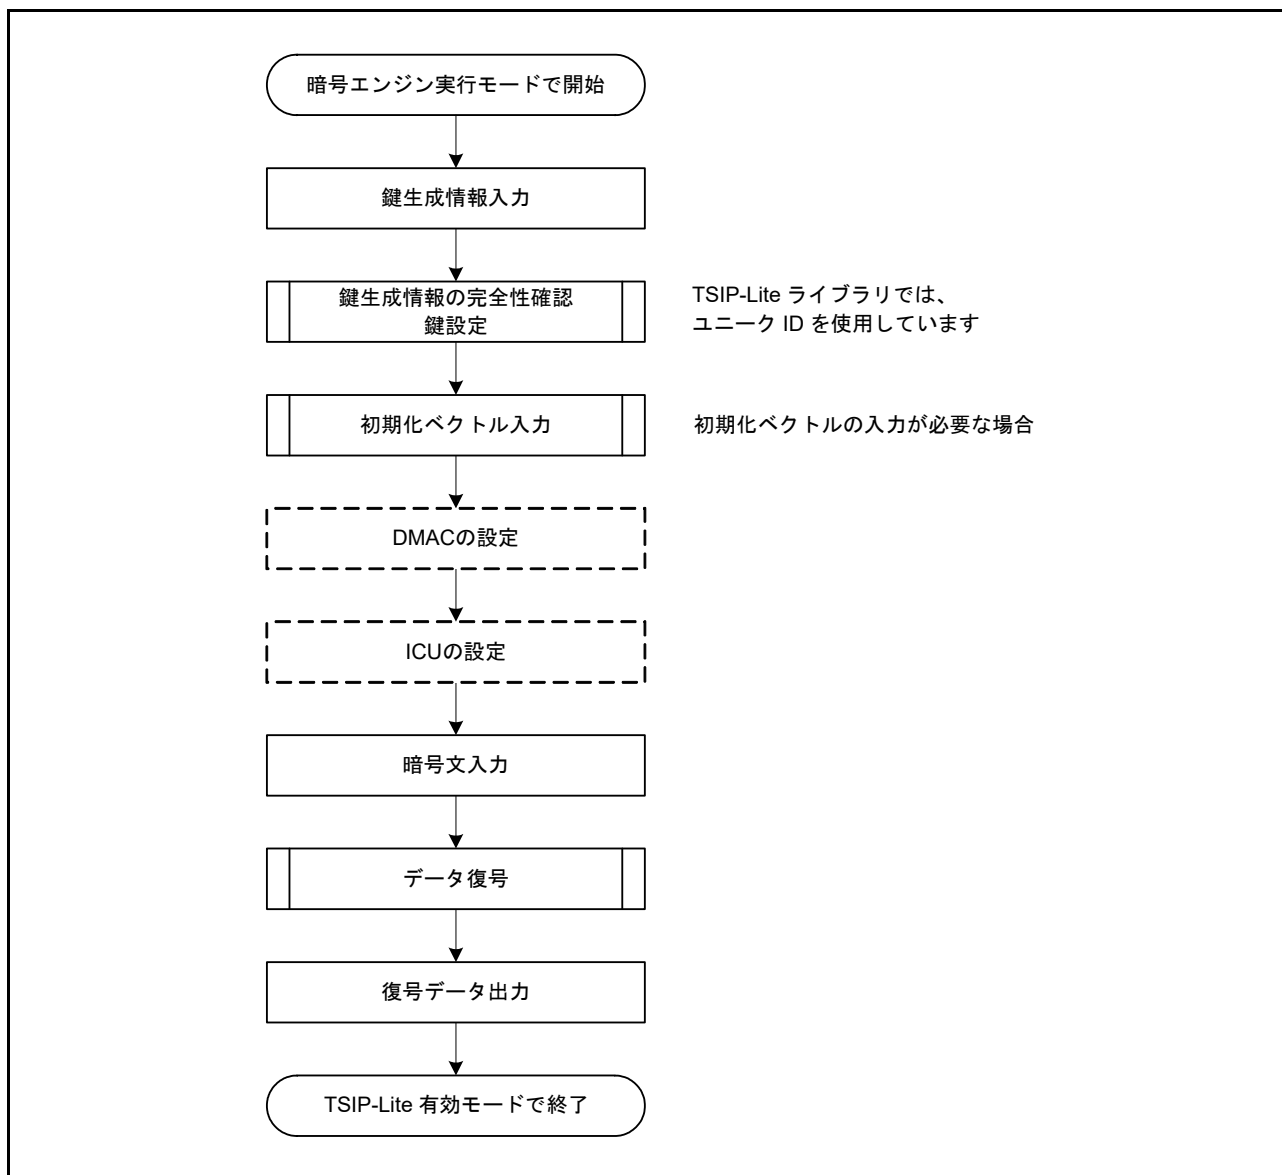 暗号エンジン実行モードで開始
鍵生成情報入力
鍵生成情報の完全性確認
鍵設定
TSIP-Lite ライブラリでは、
ユニーク ID を使用しています
初期化ベクトル入力
初期化ベクトルの入力が必要な場合
DMACの設定
ICUの設定
暗号文入力
データ復号
復号データ出力
TSIP-Lite 有効モードで終了